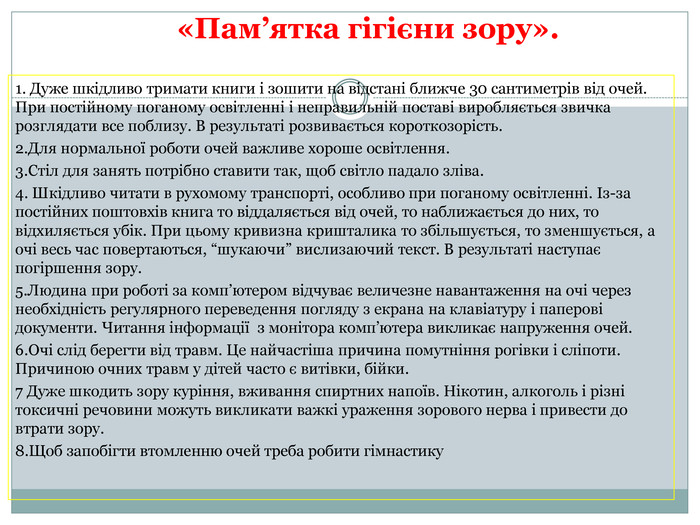 «Пам’ятка гігієни зору».
1. Дуже шкідливо тримати книги і зошити на відстані ближче 30 сантиметрів від очей.
При постійному поганому освітленні і неправильній поставі виробляється звичка
розглядати все поблизу. В результаті розвивається короткозорість.
2.Для нормальної роботи очей важливе хороше освітлення.
3.Стіл для занять потрібно ставити так, щоб світло падало зліва.
4. Шкідливо читати в рухомому транспорті, особливо при поганому освітленні. Із-за
постійних поштовхів книга то віддаляється від очей, то наближається до них, то
відхиляється убік. При цьому кривизна кришталика то збільшується, то зменшується, а
очі весь час повертаються, “шукаючи” вислизаючий текст. В результаті наступає
погіршення зору.
5.Людина при роботі за комп’ютером відчуває величезне навантаження на очі через
необхідність регулярного переведення погляду з екрана на клавіатуру і паперові
документи. Читання інформації  з монітора комп’ютера викликає напруження очей.
6.Очі слід берегти від травм. Це найчастіша причина помутніння рогівки і сліпоти.
Причиною очних травм у дітей часто є витівки, бійки.
7 Дуже шкодить зору куріння, вживання спиртних напоїв. Нікотин, алкоголь і різні
токсичні речовини можуть викликати важкі ураження зорового нерва і привести до
втрати зору.
8.Щоб запобігти втомленню очей треба робити гімнастику